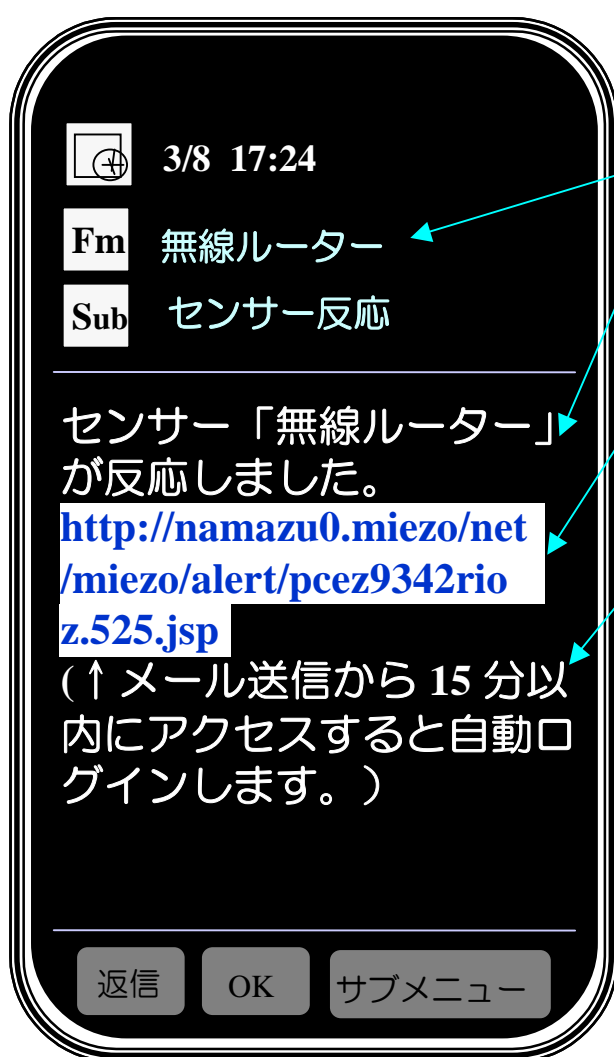 3/8 17:24
Fm 無線ルーター
Sub センサー反応
センサー「無線ルーター」
が反応しました。
http://namazu0.miezo/net
/miezo/alert/pcez9342rio
z.525.jsp
(↑メール送信から 15 分以
内にアクセスすると自動ロ
グインします。)
返信 OK サブメニュー